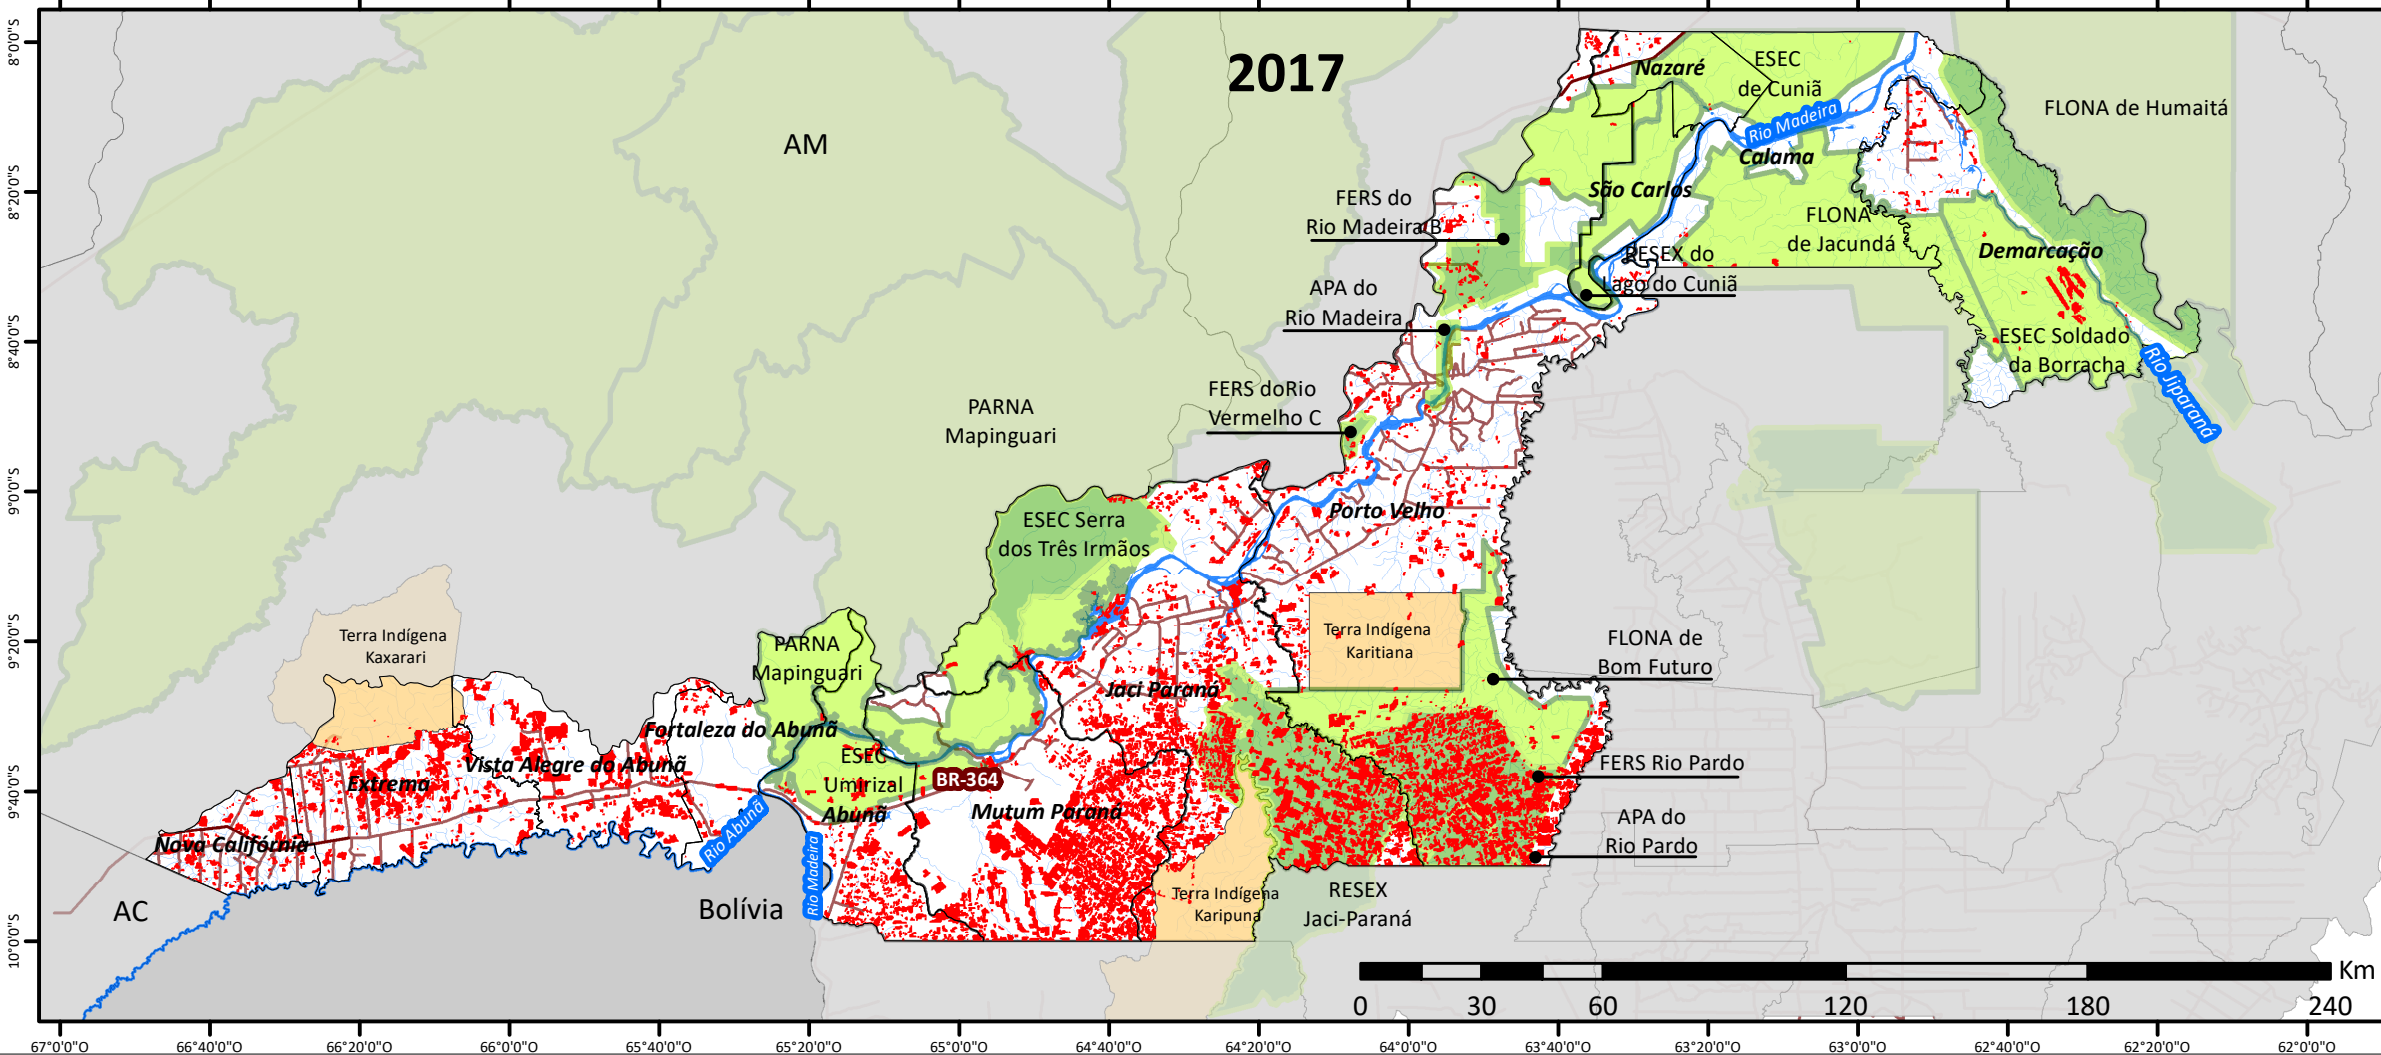 2017
8°0'0"S
8°20'0"S
8°40'0"S
9°0'0"S
9°20'0"S
9°40'0"S
10°0'0"S
AM
Nazaré
ESEC
de Cuniã
FLONA de Humaitá
Rio Madeira
Calama
São Carlos
FERS do
Rio Madeira B
FLONA
de Jacundá
Demarcação
RESEX do
Lago do Cuniã
APA do
Rio Madeira
ESEC Soldado
da Borracha
Rio Jiparaná
FERS doRio
Vermelho C
PARNA
Mapinguari
Porto Velho
ESEC Serra
dos Três Irmãos
Terra Indígena
Kaxarari
PARNA
Mapinguari
Terra Indígena
Karitiana
FLONA de
Bom Futuro
Jaci Paraná
Fortaleza do Abunã
Vista Alegre do Abunã
Extrema
ESEC
Umirizal
Abunã
BR-364
Mutum Paraná
FERS Rio Pardo
APA do
Rio Pardo
Nova Califórnia
Rio Abunã
Rio Madeira
AC
Bolívia
Terra Indígena
Karipuna
RESEX
Jaci-Paraná
Km
0 30 60 120 180 240
67°0'0"O 66°40'0"O 66°20'0"O 66°0'0"O 65°40'0"O 65°20'0"O 65°0'0"O 64°40'0"O 64°20'0"O 64°0'0"O 63°40'0"O 63°20'0"O 63°0'0"O 62°40'0"O 62°20'0"O 62°0'0"O